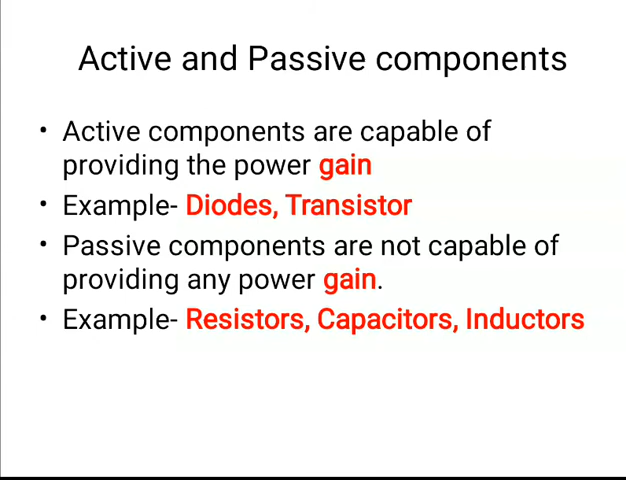 Active and Passive components
• Active components are capable of
providing the power gain
• Example- Diodes, Transistor
• Passive components are not capable of
providing any power gain.
• Example- Resistors, Capacitors, Inductors